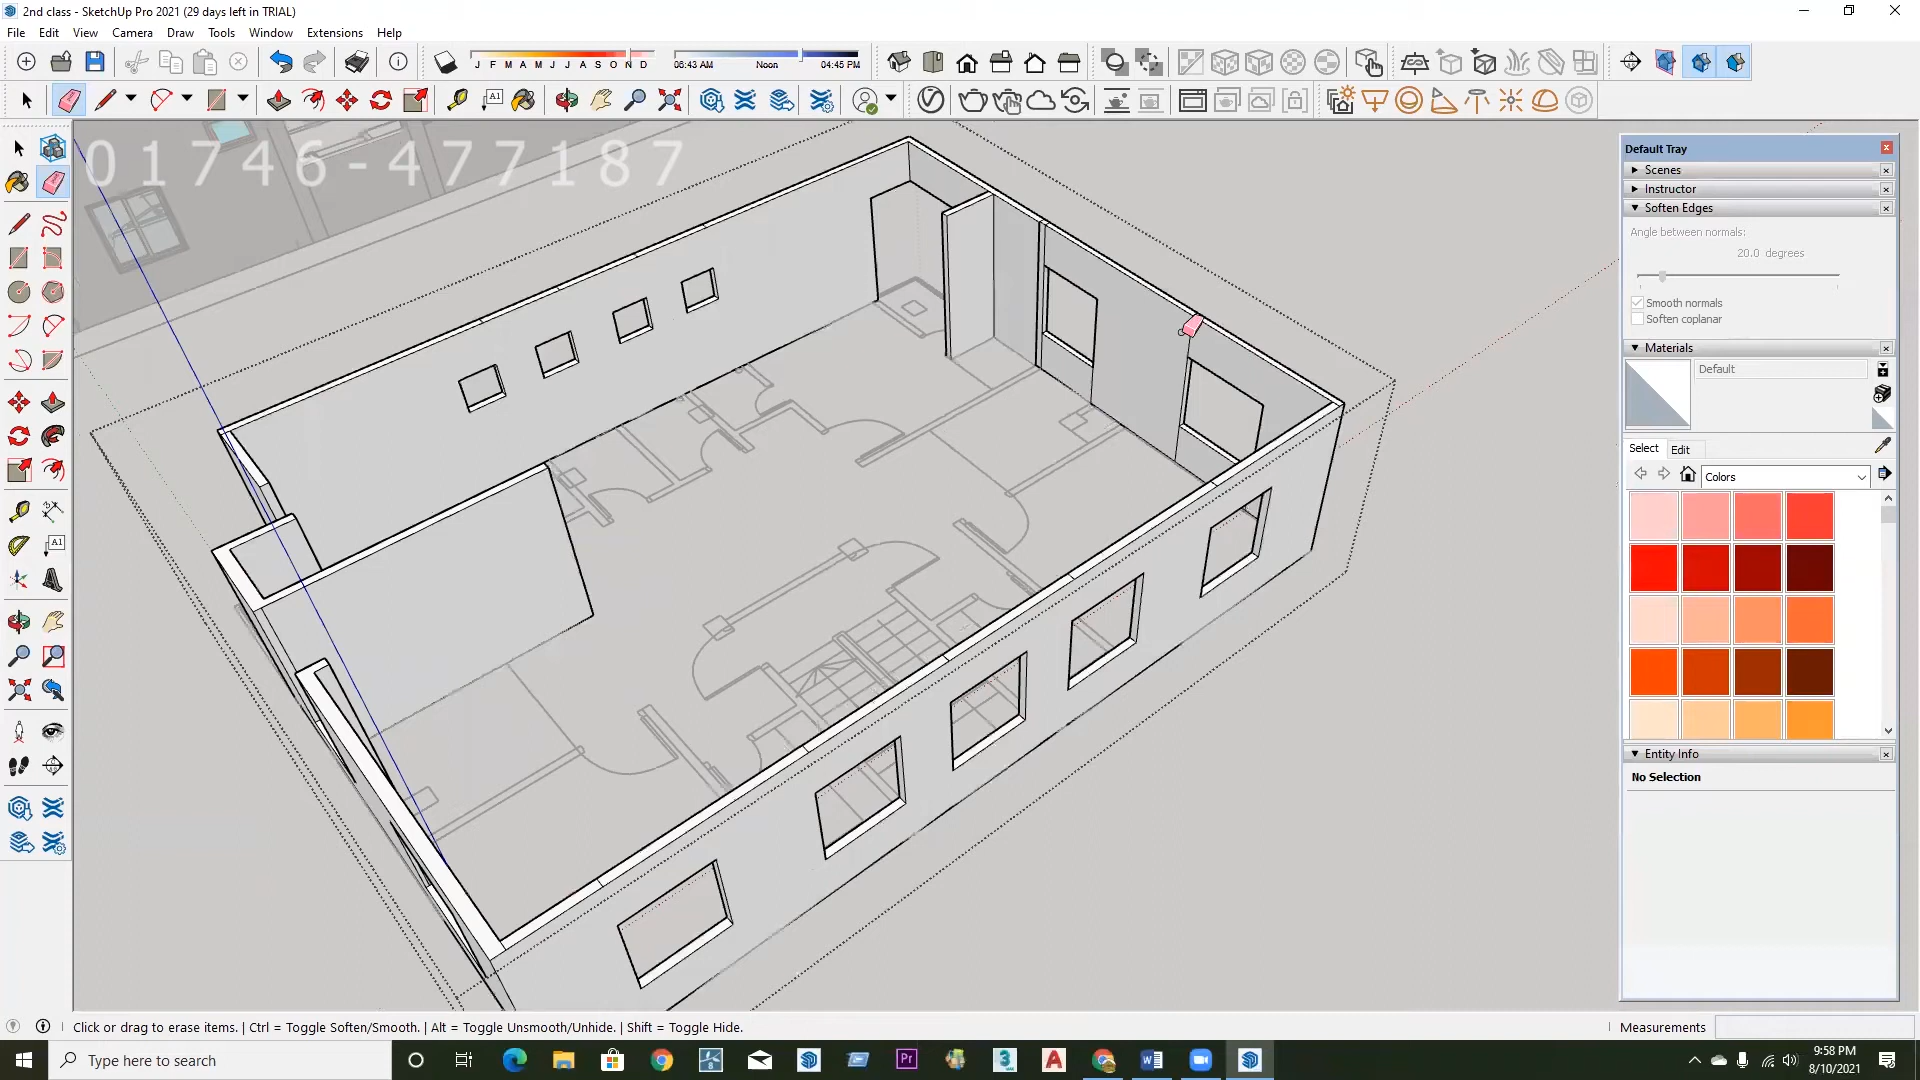 2nd class - SketchUp Pro 2021 (29 days left in TRIAL)
File Edit View Camera Draw Tools Window Extensions Help
J F M A M J J A S O N D
06:43 AM Noon 04:45 PM
A1
01746-477187
Default Tray
Scenes
Instructor
Soften Edges
Angle between normals:
20.0 degrees
Smooth normals
Soften coplanar
Materials
Default
Select Edit
Colors
A1
Entity Info
No Selection
Click or drag to erase items. | Ctrl = Toggle Soften/Smooth. | Alt = Toggle Unsmooth/Unhide. | Shift = Toggle Hide.
Measurements
Type here to search
Pr
3
A
W
9:58 PM
8/10/2021